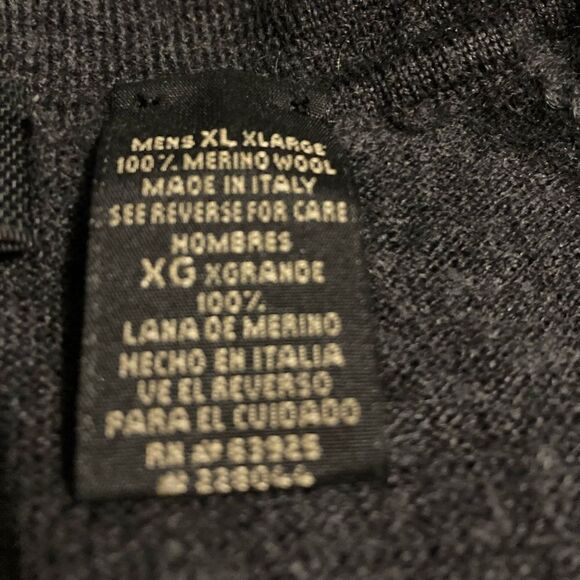 MENS XL XLARGE
100% MERINO WOOL
MADE IN ITALY
SEE REVERSE FOR CARE
HOMBRES
XG XGRANDE
100%
LANA DE MERINO
HECHO EN ITALIA
VE EL REVERSO
PARA EL CUIDADO
RN 63925
228044